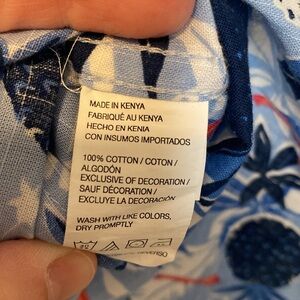 MADE IN KENYA
FABRIQUÉ AU KENYA
HECHO EN KENIA
CON INSUMOS IMPORTADOS
100% COTTON / COTON /
ALGODÓN
EXCLUSIVE OF DECORATION /
SAUF DÉCORATION /
EXCLUYE LA DECORACIÓN
WASH WITH LIKE COLORS,
DRY PROMPTLY